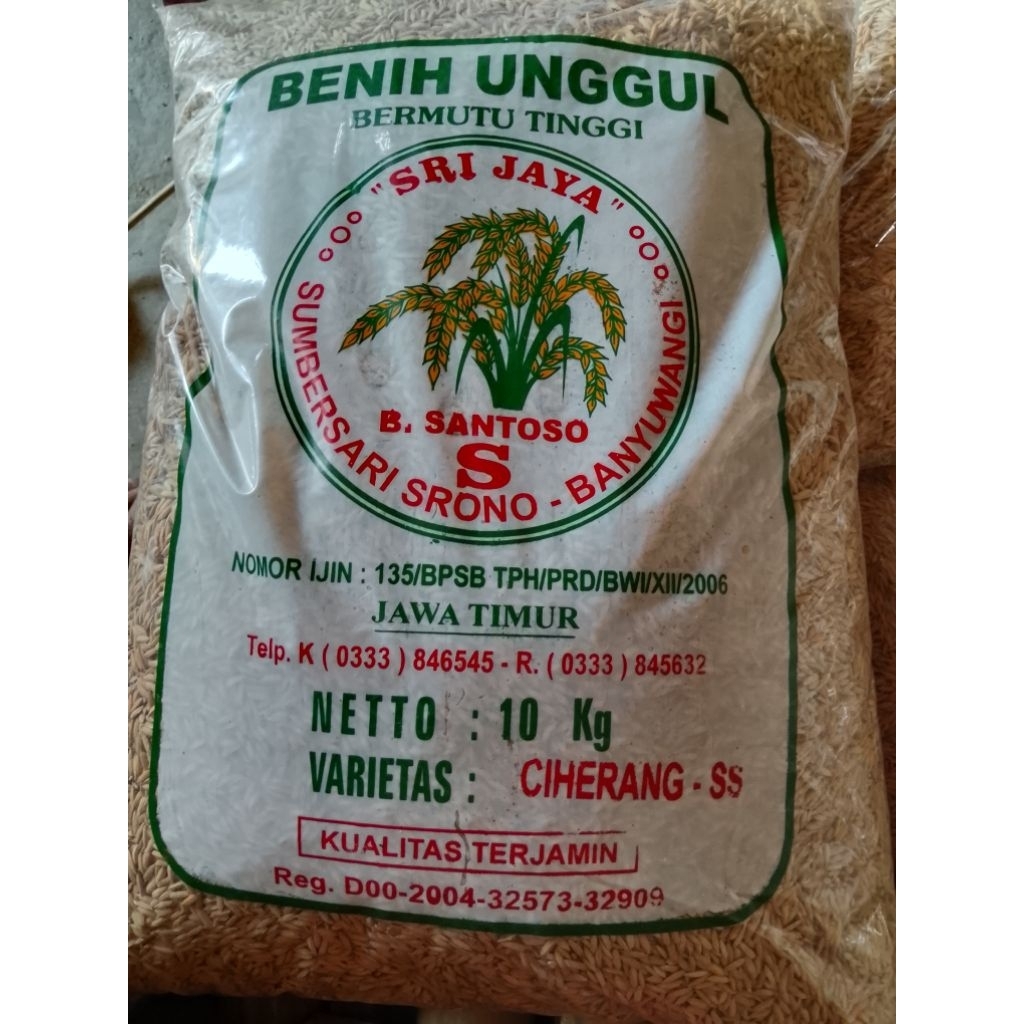 BENIH UNGGUL
BERMUTU TINGGI
"SRI JAYA"
SUMBERSARI SRONO - BANYUWANGI
B. SANTOSO
S
NOMOR IJIN : 135/BPSB TPH/PRD/BWI/XII/2006
JAWA TIMUR
Telp. K ( 0333 ) 846545 - R. ( 0333 ) 845632
NETTO : 10 Kg
VARIETAS : CIHERANG - SS
KUALITAS TERJAMIN
Reg. D00-2004-32573-32909